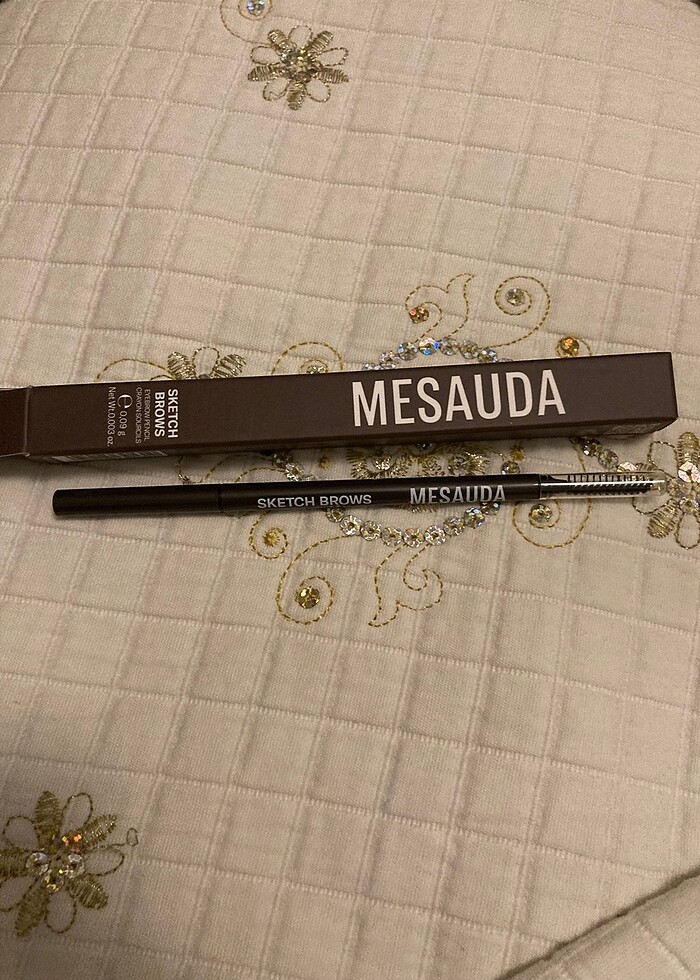 MESAUDA
SKETCH
BROWS
EYEBROW PENCIL
CRAYON SOURCILS
e 0,09 g
Net Wt.0.003 oz
SKETCH BROWS MESAUDA